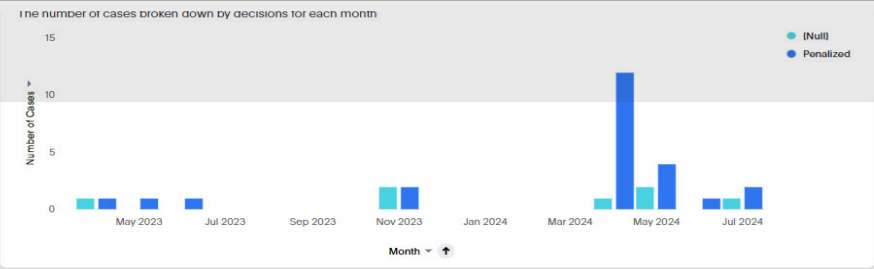 The number of cases broken down by decisions for each month
15
10
5
0
Number of Cases
{Null}
Penalized
May 2023 Jul 2023 Sep 2023 Nov 2023 Jan 2024 Mar 2024 May 2024 Jul 2024
Month